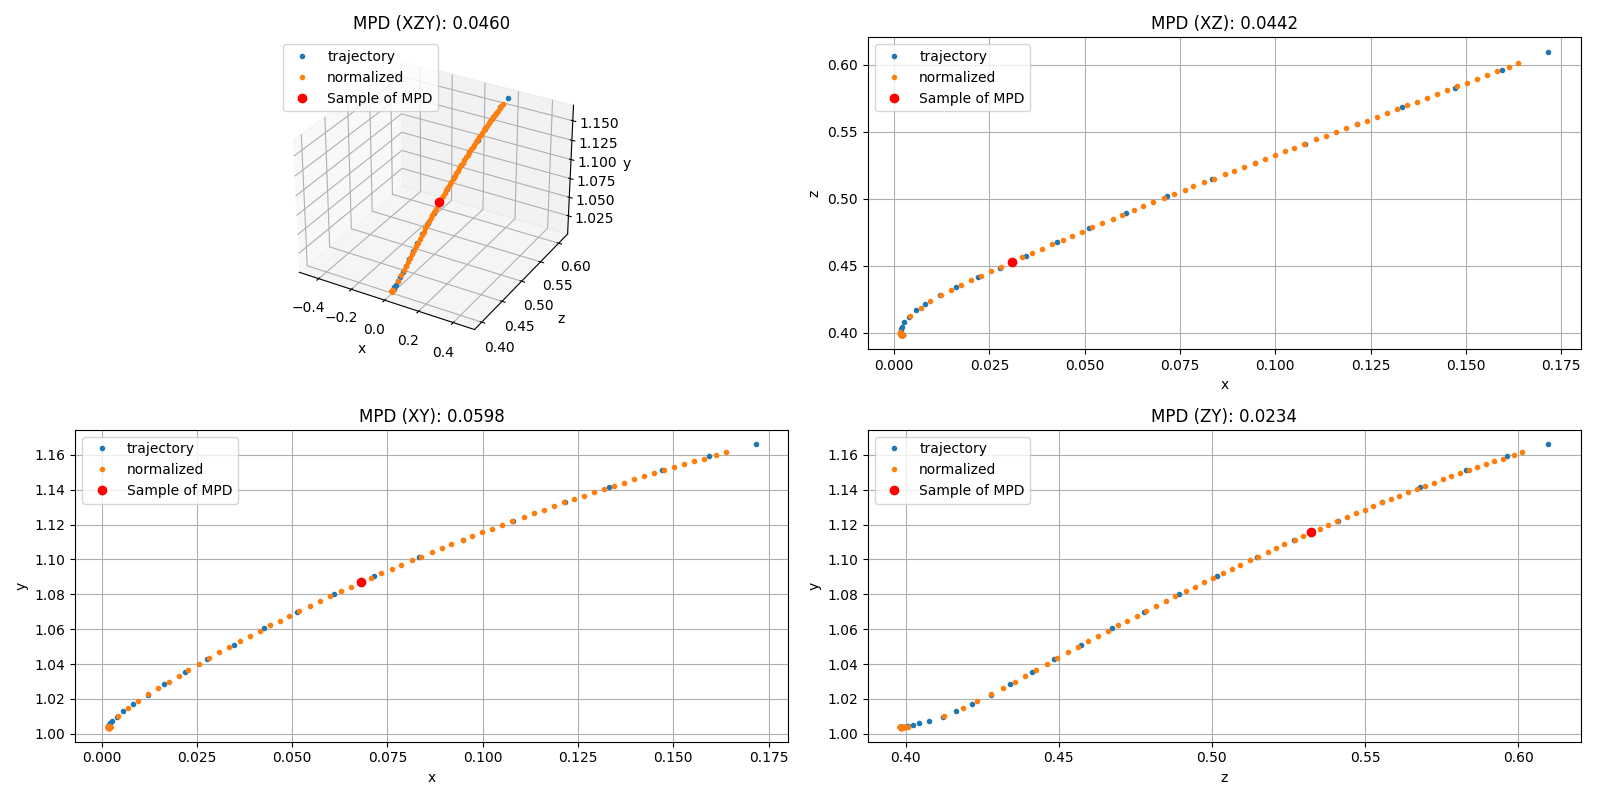 MPD (XZY): 0.0460
trajectory
normalized
Sample of MPD
1.150
1.125
1.100
1.075
1.050
1.025
y
0.60
0.55
0.50
0.45
0.40
z
−0.4
−0.2
0.0
0.2
0.4
x
MPD (XZ): 0.0442
trajectory
normalized
Sample of MPD
0.60
0.55
0.50
0.45
0.40
z
0.000 0.025 0.050 0.075 0.100 0.125 0.150 0.175
x
MPD (XY): 0.0598
trajectory
normalized
Sample of MPD
1.16
1.14
1.12
1.10
1.08
1.06
1.04
1.02
1.00
y
0.000 0.025 0.050 0.075 0.100 0.125 0.150 0.175
x
MPD (ZY): 0.0234
trajectory
normalized
Sample of MPD
1.16
1.14
1.12
1.10
1.08
1.06
1.04
1.02
1.00
y
0.40 0.45 0.50 0.55 0.60
z